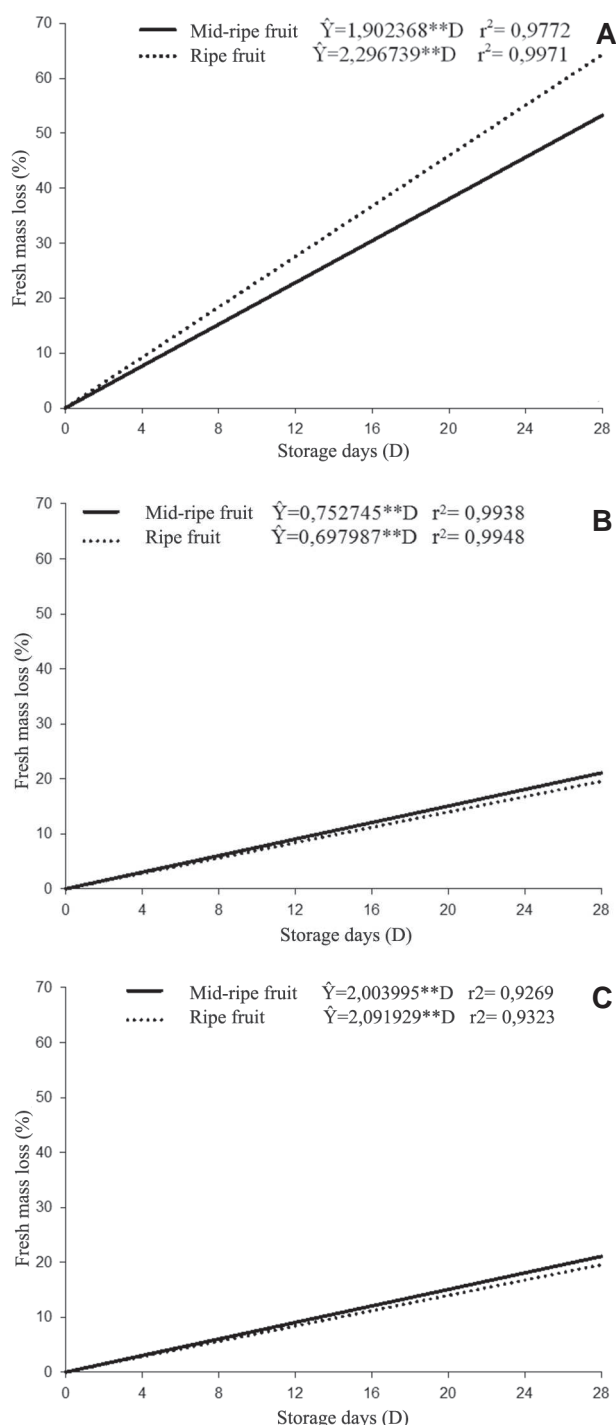 A
Mid-ripe fruit Ŷ=1,902368**D r²= 0,9772
Ripe fruit Ŷ=2,296739**D r²= 0,9971
Fresh mass loss (%)
70
60
50
40
30
20
10
0
0 4 8 12 16 20 24 28
Storage days (D)
B
Mid-ripe fruit Ŷ=0,752745**D r²= 0,9938
Ripe fruit Ŷ=0,697987**D r²= 0,9948
Fresh mass loss (%)
70
60
50
40
30
20
10
0
0 4 8 12 16 20 24 28
Storage days (D)
C
Mid-ripe fruit Ŷ=2,003995**D r2= 0,9269
Ripe fruit Ŷ=2,091929**D r2= 0,9323
Fresh mass loss (%)
70
60
50
40
30
20
10
0
0 4 8 12 16 20 24 28
Storage days (D)